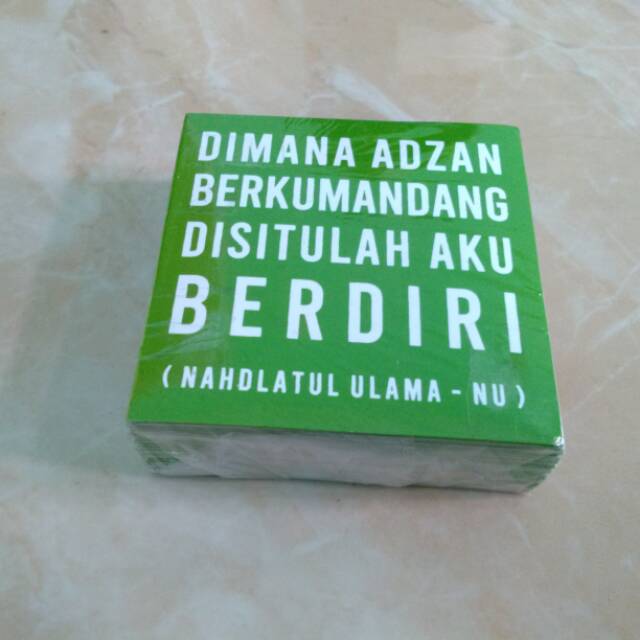 DIMANA ADZAN
BERKUMANDANG
DISITULAH AKU
BERDIRI
( NAHDLATUL ULAMA - NU )